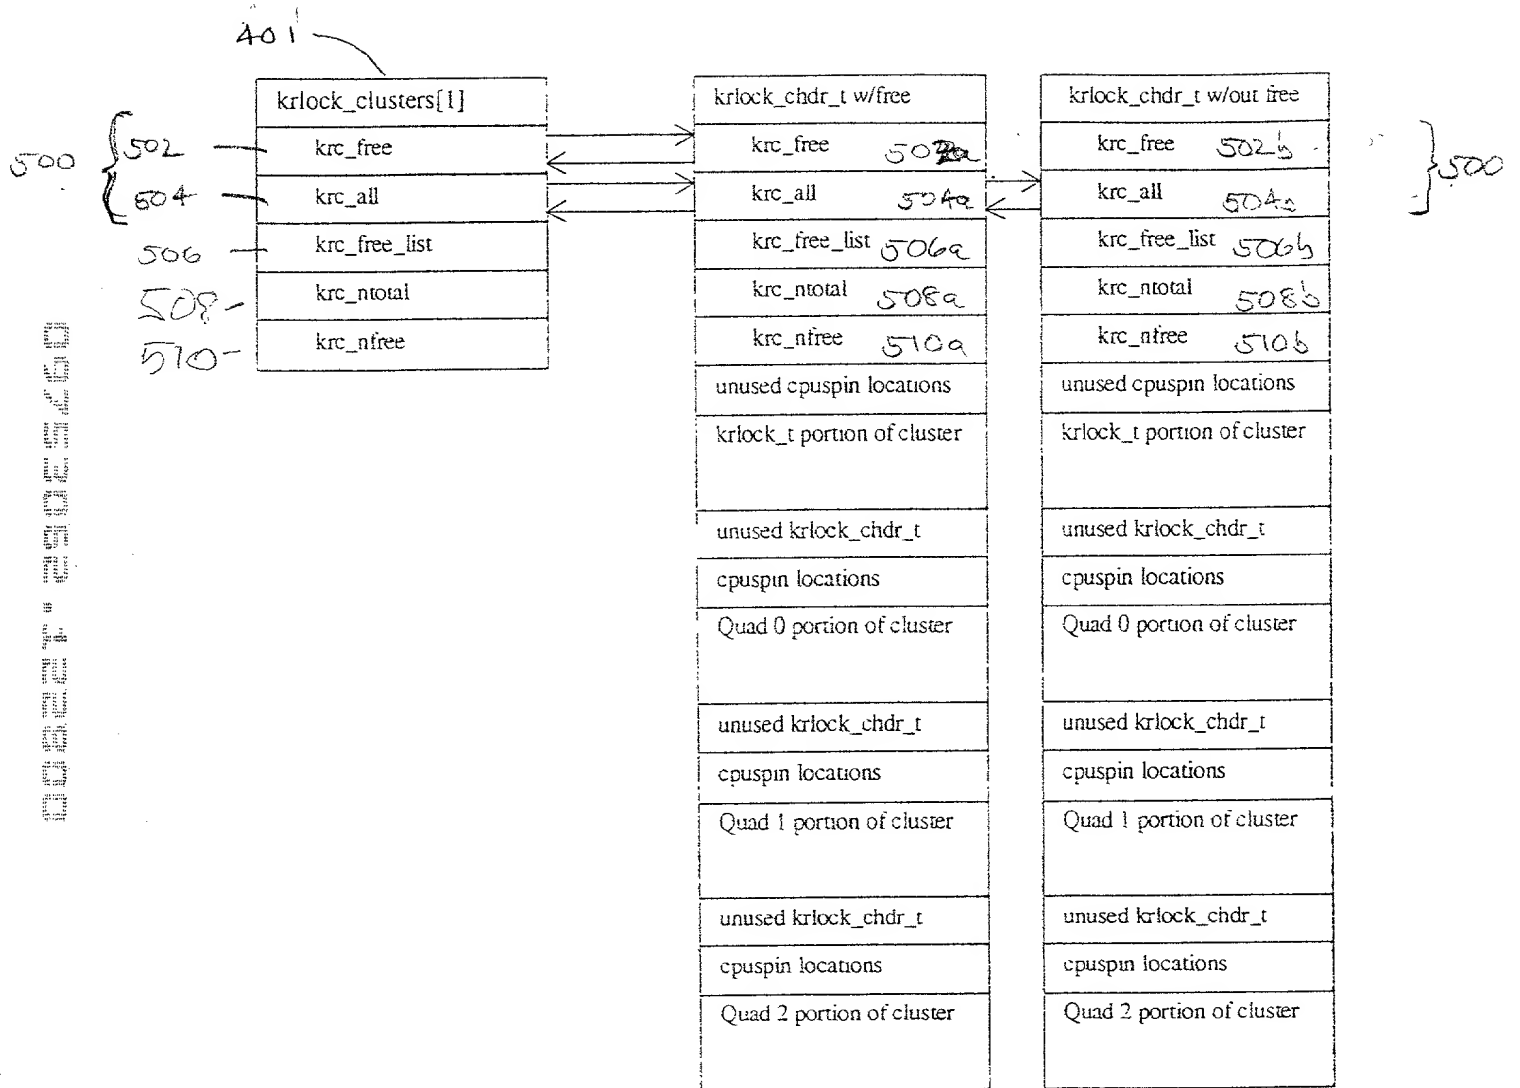 401
krlock_clusters[1]
krc_free
krc_all
krc_free_list
krc_ntotal
krc_nfree
500
502
504
506
508
510
krlock_chdr_t w/free
krc_free 502a
krc_all 504a
krc_free_list 506a
krc_ntotal 508a
krc_nfree 510a
unused cpuspin locations
krlock_t portion of cluster
unused krlock_chdr_t
cpuspin locations
Quad 0 portion of cluster
unused krlock_chdr_t
cpuspin locations
Quad 1 portion of cluster
unused krlock_chdr_t
cpuspin locations
Quad 2 portion of cluster
krlock_chdr_t w/out free
krc_free 502b
krc_all
krc_free_list 506b
krc_ntotal 508b
krc_nfree 510b
500
unused cpuspin locations
krlock_t portion of cluster
unused krlock_chdr_t
cpuspin locations
Quad 0 portion of cluster
unused krlock_chdr_t
cpuspin locations
Quad 1 portion of cluster
unused krlock_chdr_t
cpuspin locations
Quad 2 portion of cluster